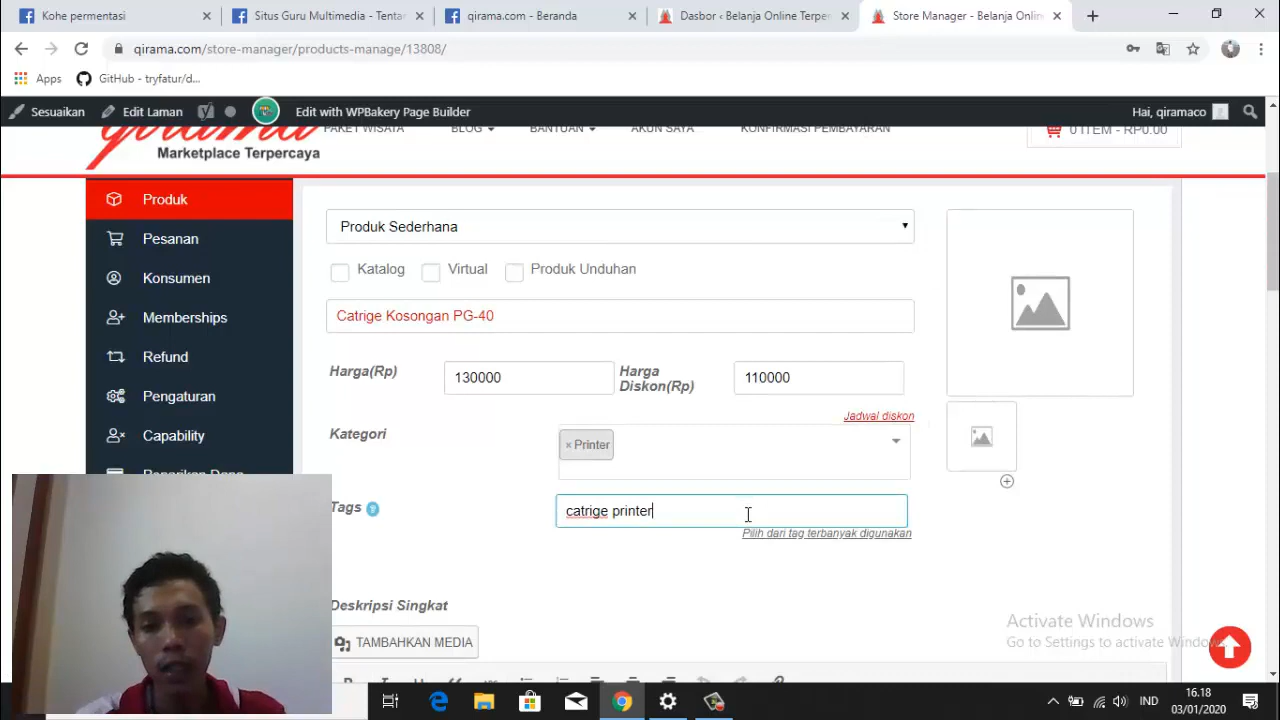 Kohe permentasi
Situs Guru Multimedia - Tentan
qirama.com - Beranda
Dasbor ‹ Belanja Online Terper
Store Manager - Belanja Onlin
qirama.com/store-manager/products-manage/13808/
Apps
GitHub - tryfatur/d...
Sesuaikan
Edit Laman
Edit with WPBakery Page Builder
Hai, qiramaco
qirama
Marketplace Terpercaya
PAKET WISATA
BLOG
BANTUAN
AKUN SAYA
KONFIRMASI PEMBAYARAN
0 ITEM - RP0.00
Produk
Pesanan
Konsumen
Memberships
Refund
Pengaturan
Capability
Penarikan Dana
Produk Sederhana
Katalog
Virtual
Produk Unduhan
Catrige Kosongan PG-40
Harga(Rp)
130000
Harga
Diskon(Rp)
110000
Jadwal diskon
Kategori
× Printer
Tags
catrige printer
Pilih dari tag terbanyak digunakan
Deskripsi Singkat
TAMBAHKAN MEDIA
Activate Windows
Go to Settings to activate Windows.
IND
16.18
03/01/2020